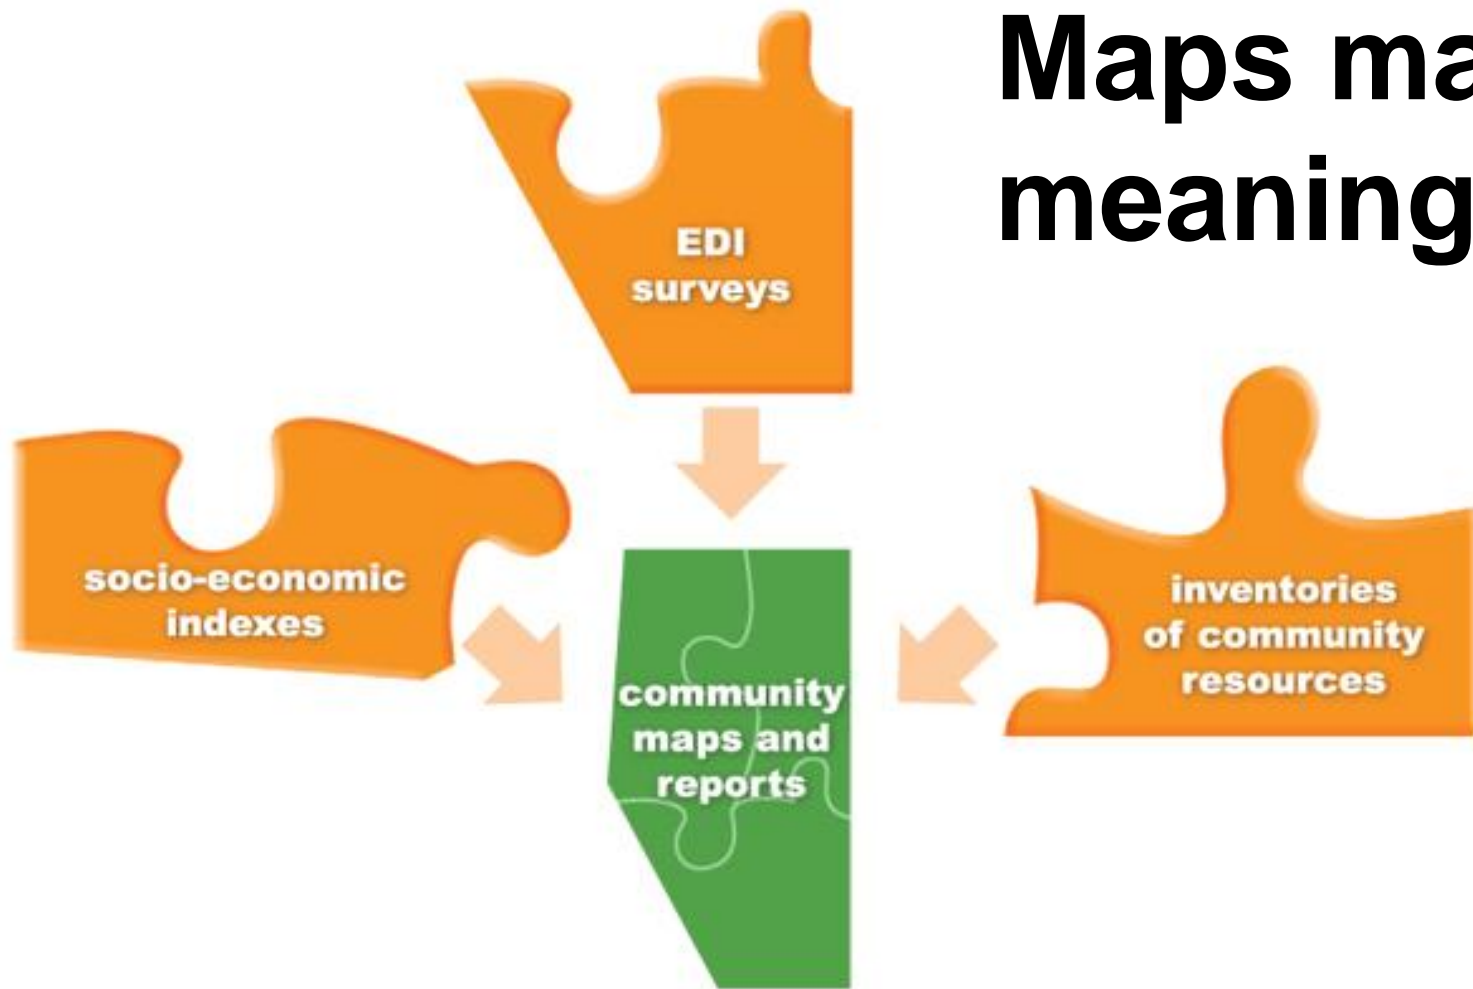 Maps ma
meaning
EDI
surveys
socio-economic
indexes
inventories
of community
resources
community
maps and
reports